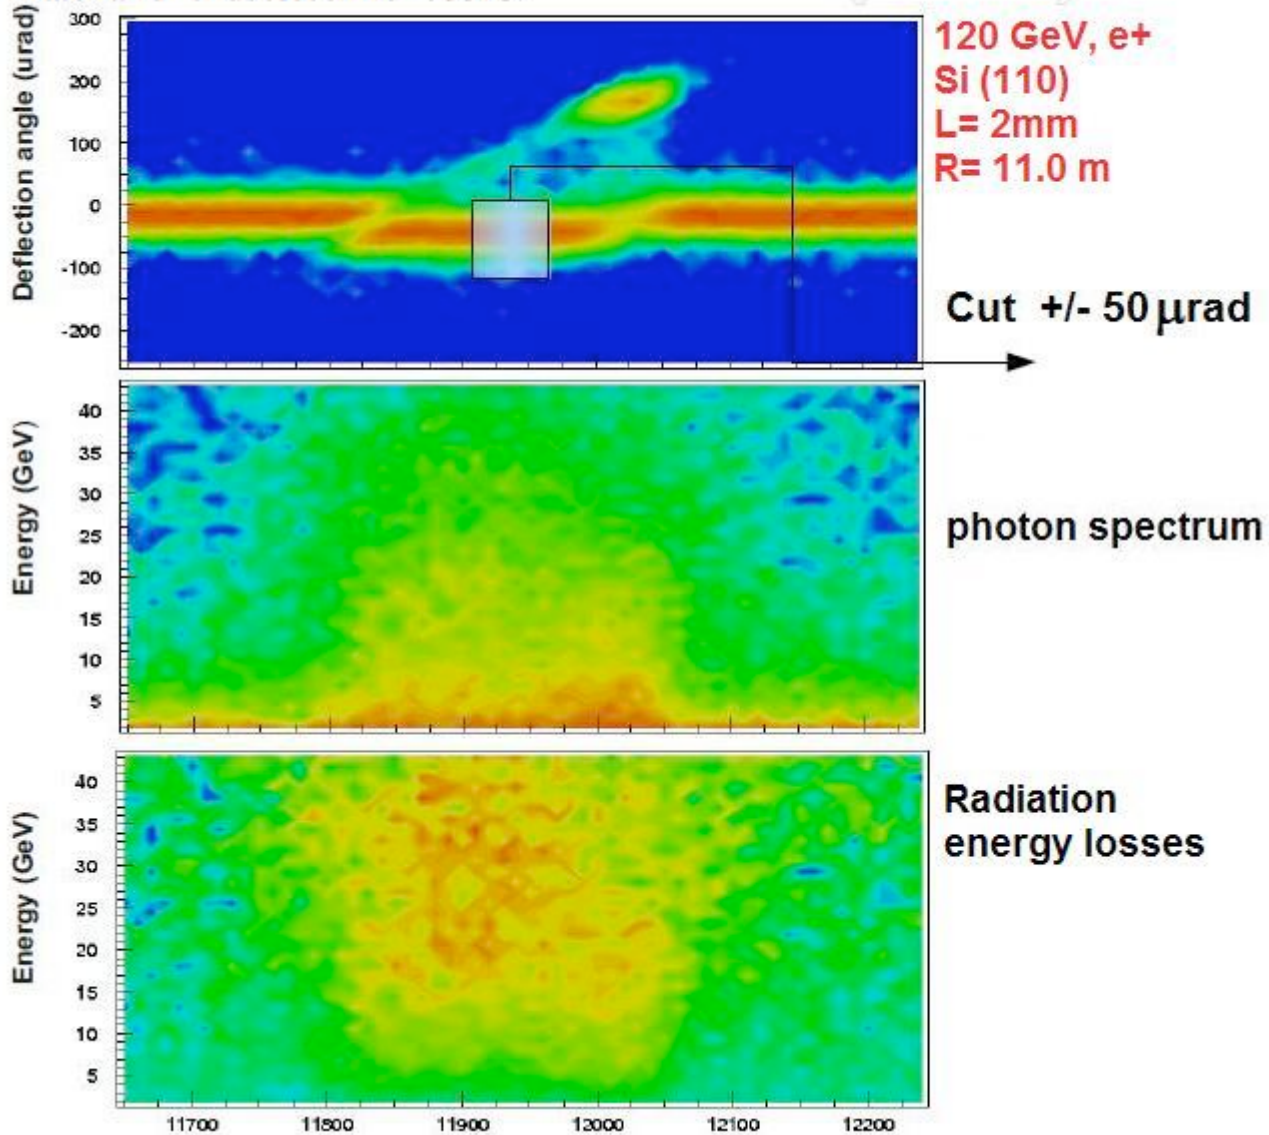 Deflection angle (urad)
300
200
100
0
-100
-200
120 GeV, e+
Si (110)
L= 2mm
R= 11.0 m
Cut +/- 50 μrad
Energy (GeV)
40
35
30
25
20
15
10
5
photon spectrum
Energy (GeV)
40
35
30
25
20
15
10
5
Radiation
energy losses
11700 11800 11900 12000 12100 12200